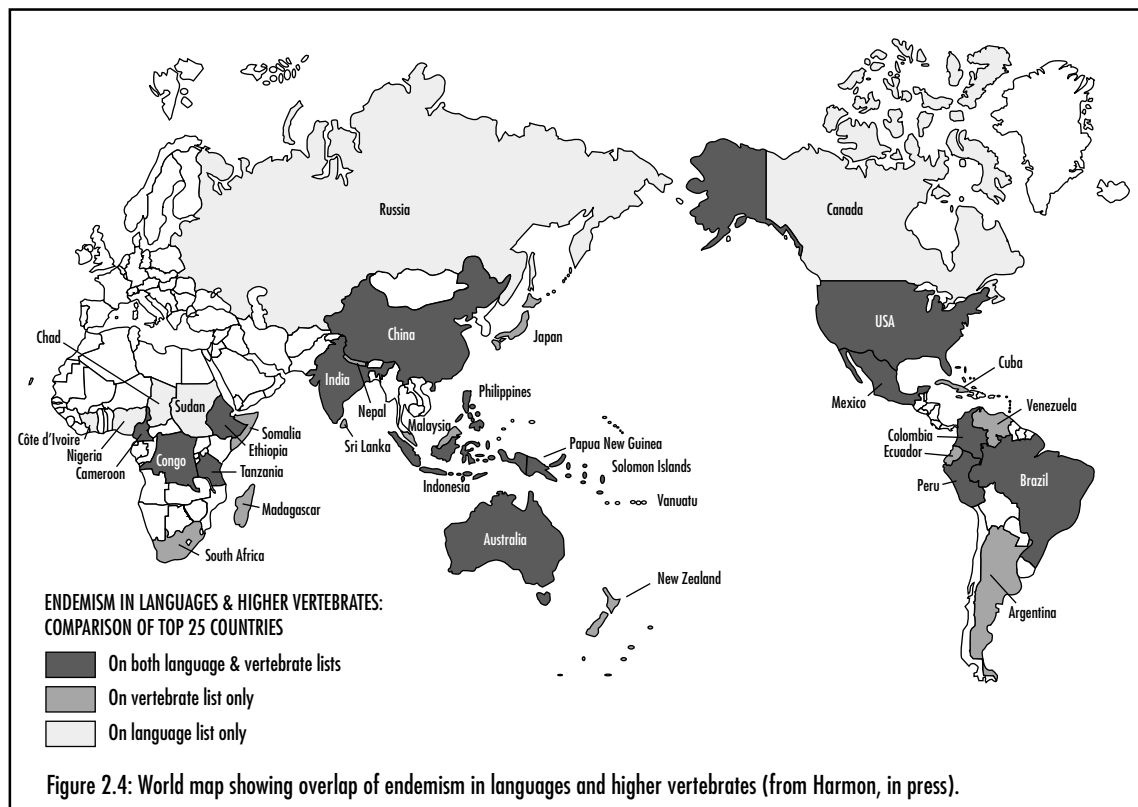 Russia
Canada
China
USA
Japan
Chad
Cuba
India
Philippines
Mexico
Venezuela
Sudan
Nepal
Malaysia
Côte d’Ivoire
Somalia
Sri Lanka
Papua New Guinea
Colombia
Nigeria
Ethiopia
Ecuador
Cameroon
Congo
Tanzania
Solomon Islands
Peru
Brazil
Indonesia
Vanuatu
Madagascar
Australia
South Africa
New Zealand
Argentina
ENDEMISM IN LANGUAGES & HIGHER VERTEBRATES:
COMPARISON OF TOP 25 COUNTRIES
On both language & vertebrate lists
On vertebrate list only
On language list only
Figure 2.4: World map showing overlap of endemism in languages and higher vertebrates (from Harmon, in press).